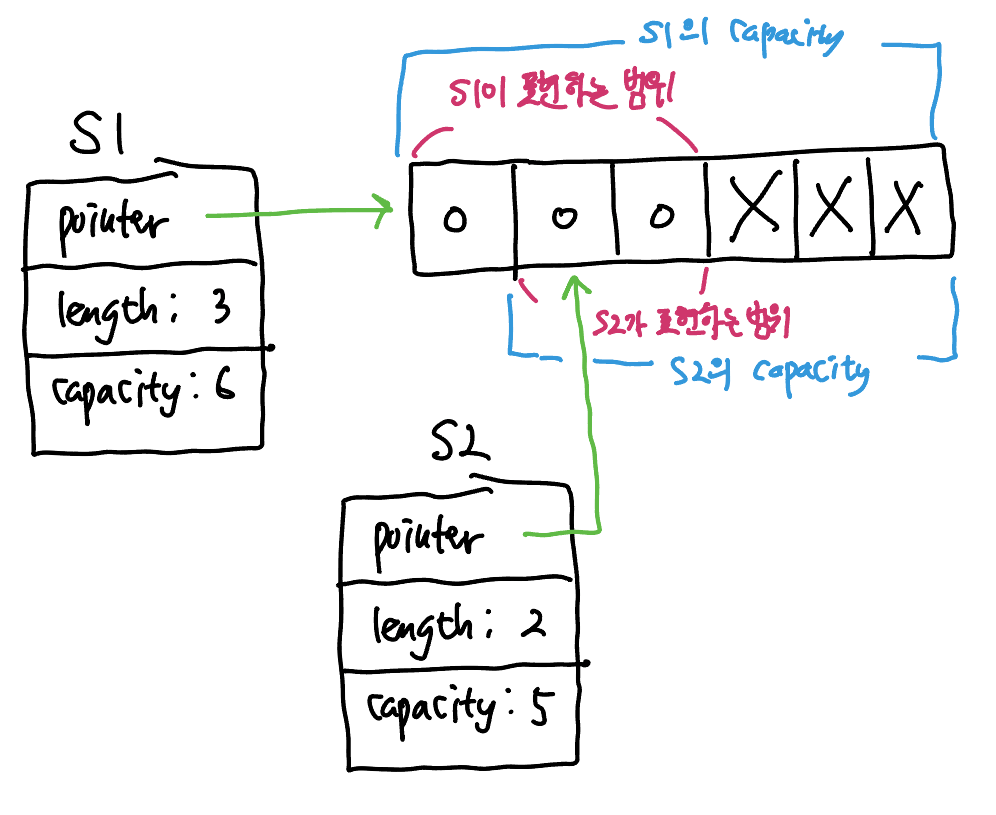 S1의 capacity
S1이 표현하는 범위
S1
pointer
length: 3
capacity: 6
O O O X X X
S2가 표현하는 범위
S2의 capacity
S2
pointer
length: 2
capacity: 5